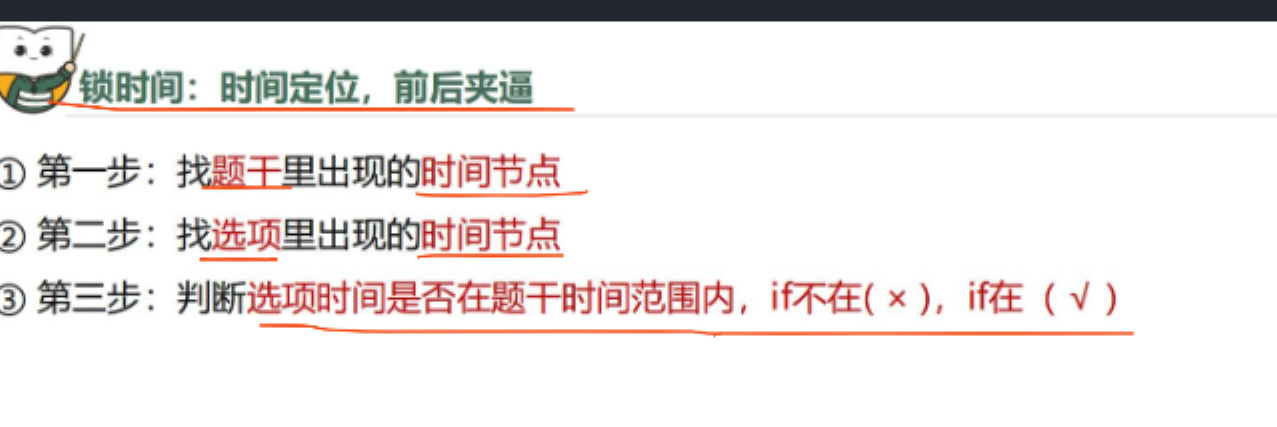 锁时间：时间定位，前后夹逼
① 第一步：找题干里出现的时间节点
② 第二步：找选项里出现的时间节点
③ 第三步：判断选项时间是否在题干时间范围内，if不在( × )，if在（ √ ）